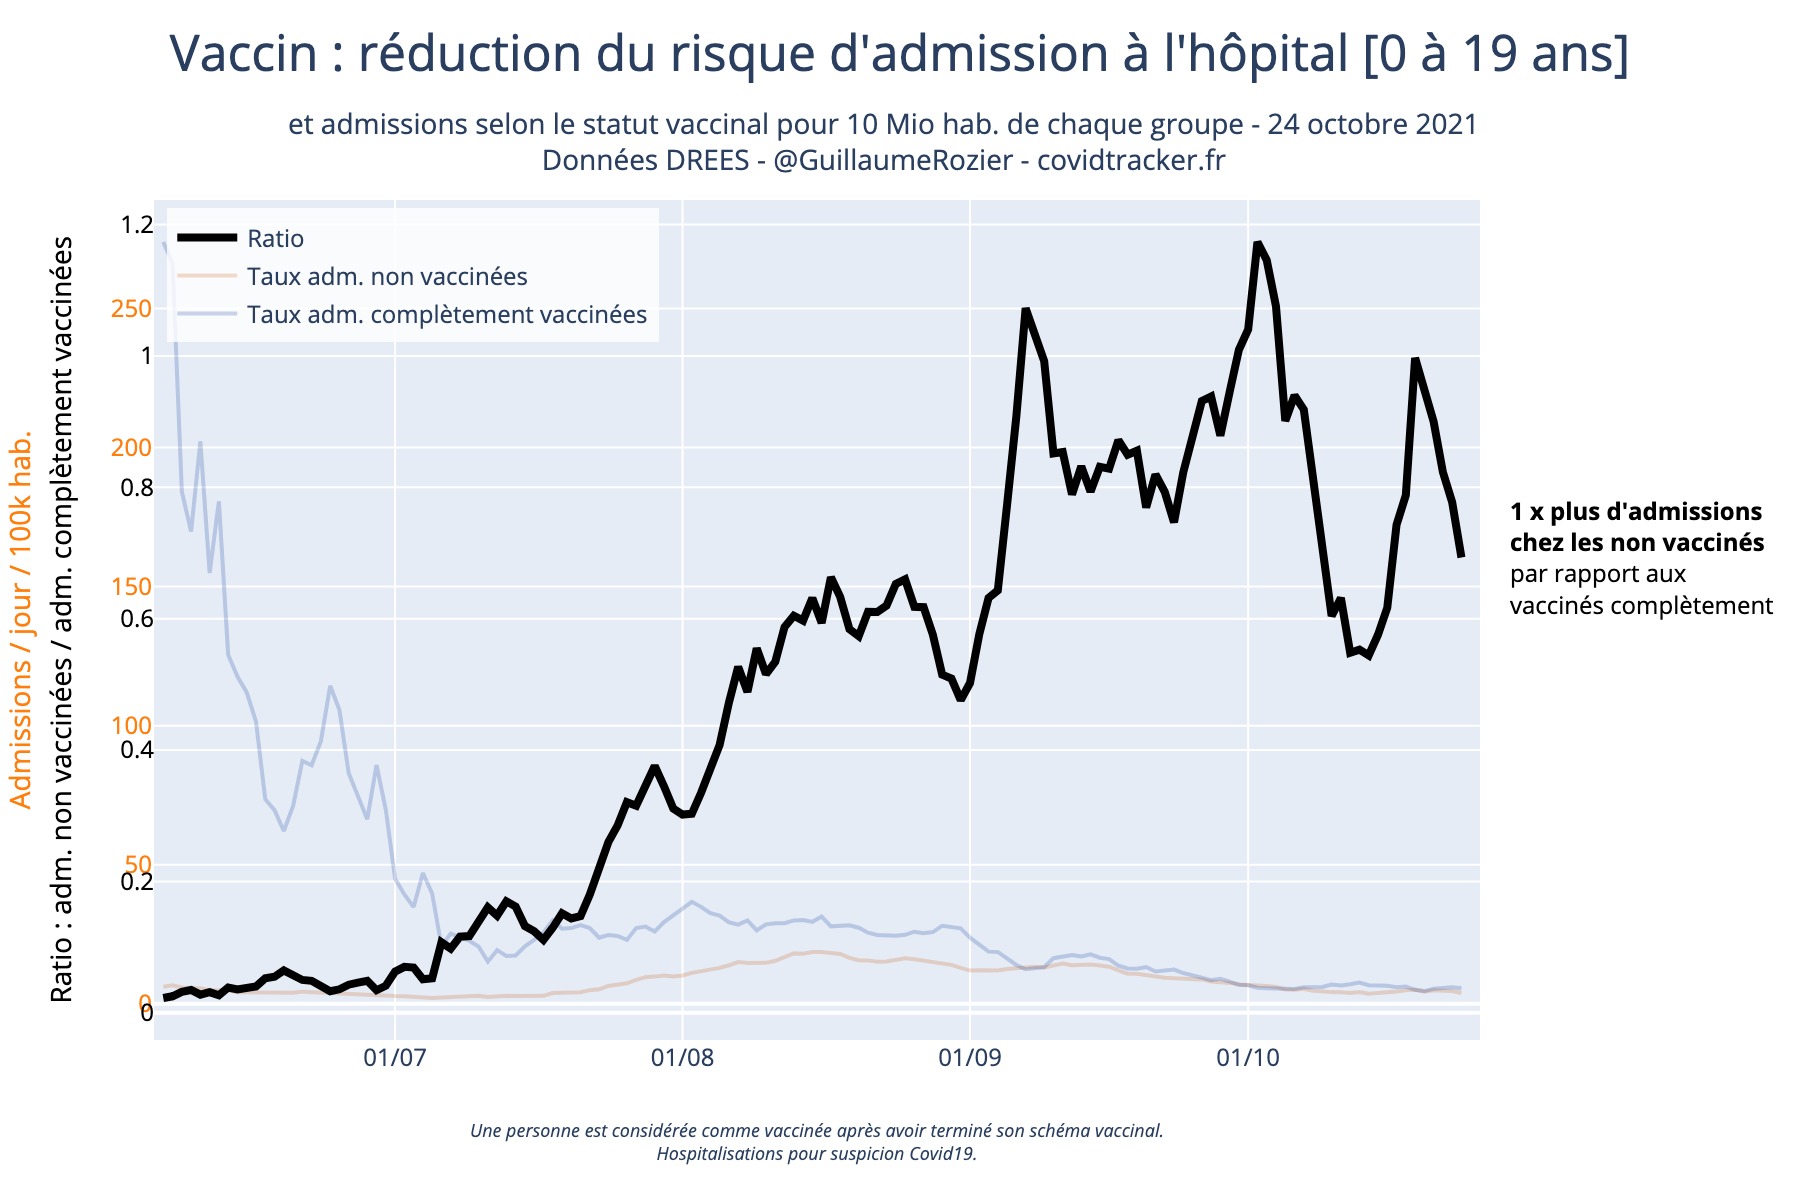 Vaccin : réduction du risque d'admission à l'hôpital [0 à 19 ans]
et admissions selon le statut vaccinal pour 10 Mio hab. de chaque groupe - 24 octobre 2021
Données DREES - @GuillaumeRozier - covidtracker.fr
Admissions / jour / 100k hab.
Ratio : adm. non vaccinées / adm. complètement vaccinées
1.2
250
1
200
0.8
150
0.6
100
0.4
50
0.2
0
0
Ratio
Taux adm. non vaccinées
Taux adm. complètement vaccinées
1 x plus d'admissions
chez les non vaccinés
par rapport aux
vaccinés complètement
01/07
01/08
01/09
01/10
Une personne est considérée comme vaccinée après avoir terminé son schéma vaccinal.
Hospitalisations pour suspicion Covid19.